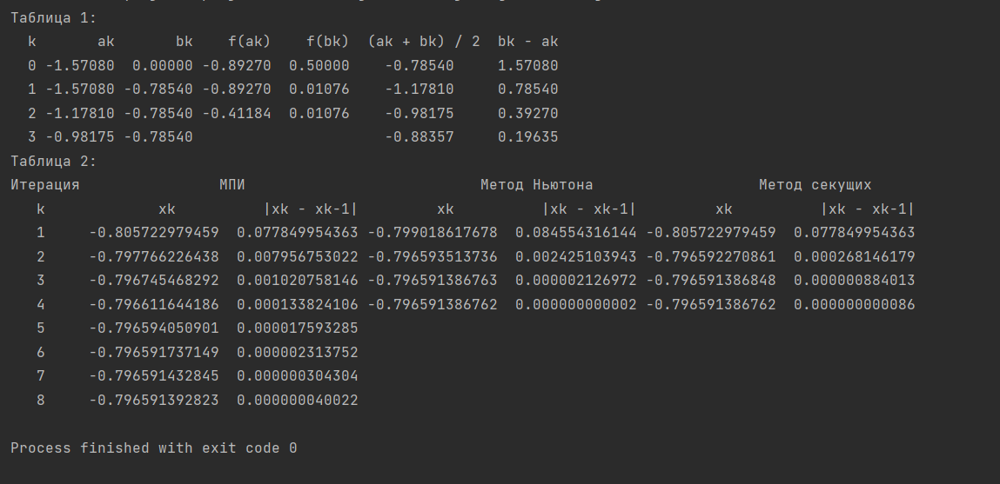 Таблица 1:
k ak bk f(ak) f(bk) (ak + bk) / 2 bk - ak
0 -1.57080 0.00000 -0.89270 0.50000 -0.78540 1.57080
1 -1.57080 -0.78540 -0.89270 0.01076 -1.17810 0.78540
2 -1.17810 -0.78540 -0.41184 0.01076 -0.98175 0.39270
3 -0.98175 -0.78540 -0.88357 0.19635
Таблица 2:
Итерация МПИ Метод Ньютона Метод секущих
k xk |xk - xk-1| xk |xk - xk-1| xk |xk - xk-1|
1 -0.805722979459 0.077849954363 -0.799018617678 0.084554316144 -0.805722979459 0.077849954363
2 -0.797766226438 0.007956753022 -0.796593513736 0.002425103943 -0.796592270861 0.000268146179
3 -0.796745468292 0.001020758146 -0.796591386763 0.000002126972 -0.796591386848 0.000000884013
4 -0.796611644186 0.000133824106 -0.796591386762 0.000000000002 -0.796591386762 0.000000000086
5 -0.796594050901 0.000017593285
6 -0.796591737149 0.000002313752
7 -0.796591432845 0.000000304304
8 -0.796591392823 0.000000040022
Process finished with exit code 0